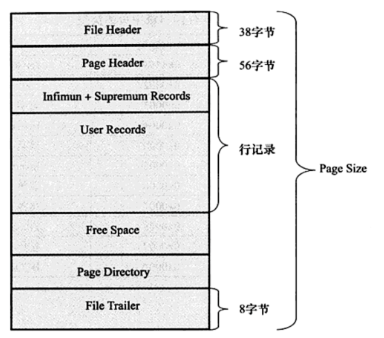 File Header
38字节
Page Header
56字节
Infimun + Supremum Records
User Records
行记录
Page Size
Free Space
Page Directory
File Trailer
8字节